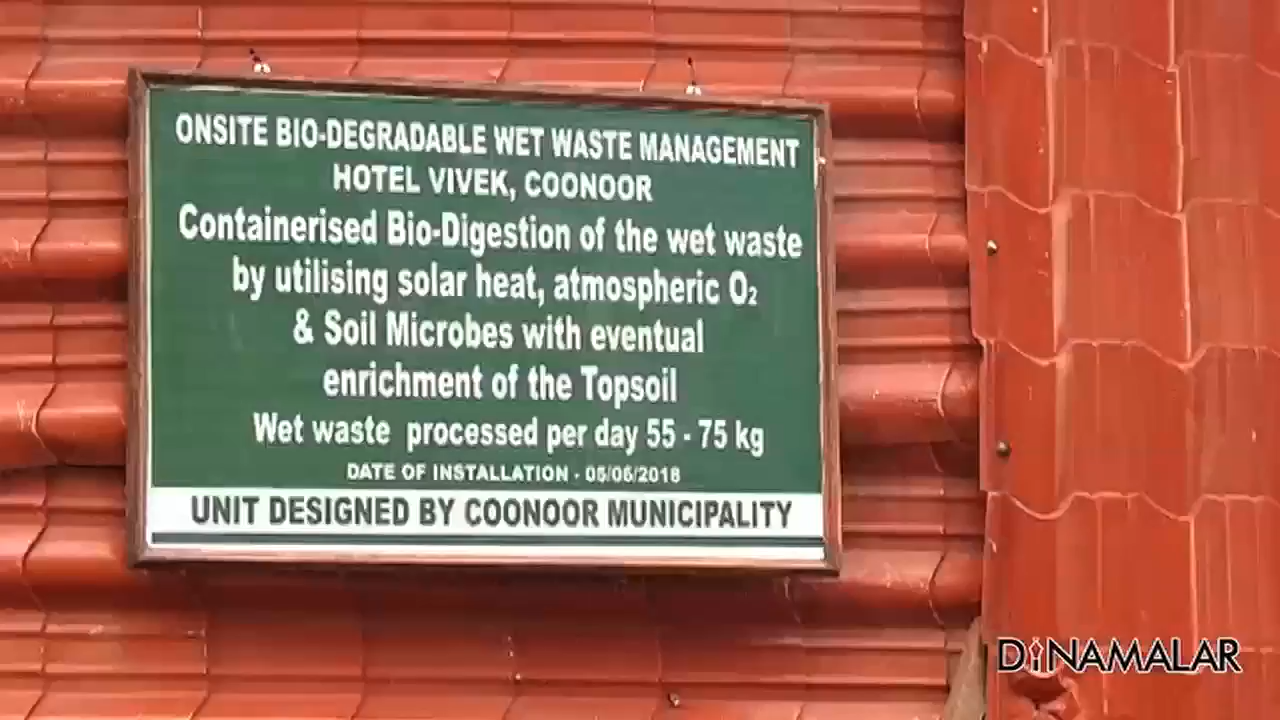 ONSITE BIO-DEGRADABLE WET WASTE MANAGEMENT
HOTEL VIVEK, COONOOR
Containerised Bio-Digestion of the wet waste
by utilising solar heat, atmospheric O₂
& Soil Microbes with eventual
enrichment of the Topsoil
Wet waste processed per day 55 - 75 kg
DATE OF INSTALLATION - 05/06/2018
UNIT DESIGNED BY COONOOR MUNICIPALITY
DINAMALAR